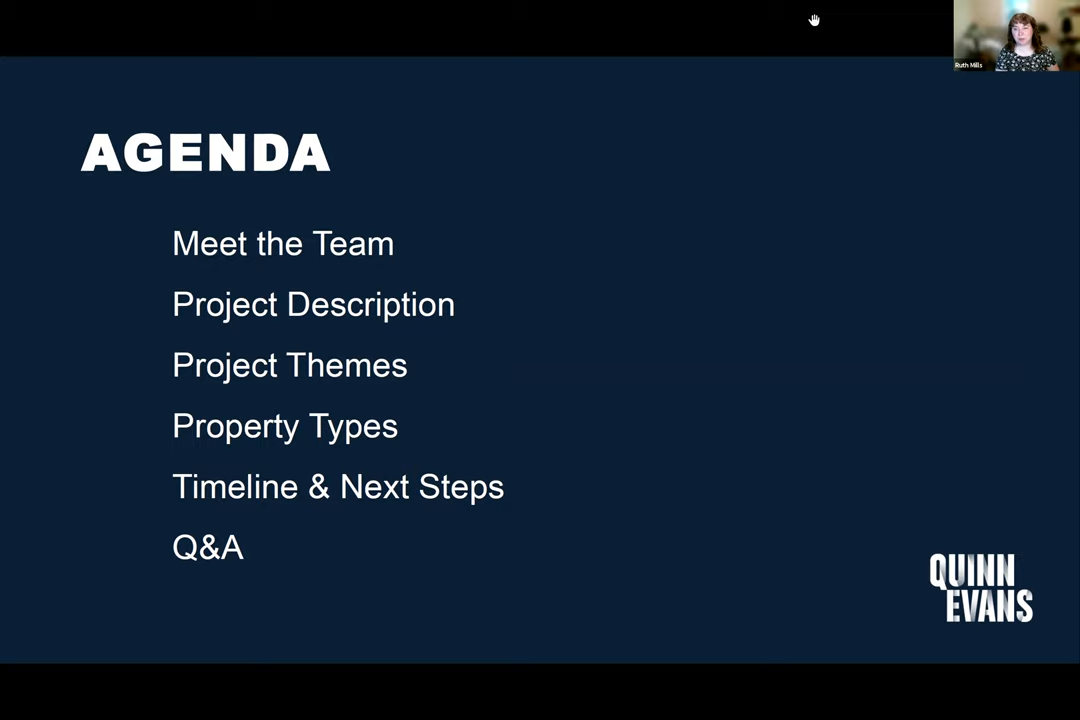 Ruth Mills
AGENDA
Meet the Team
Project Description
Project Themes
Property Types
Timeline & Next Steps
Q&A
QUINN
EVANS